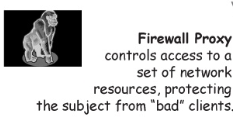 Firewall Proxy
controls access to a
set of network
resources, protecting
the subject from “bad” clients.